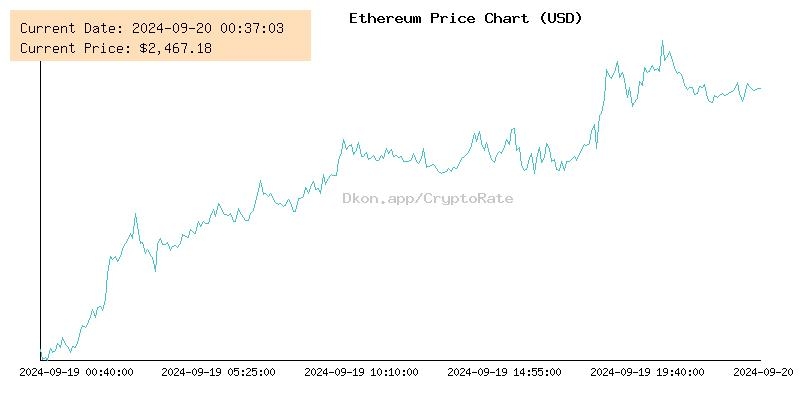 Ethereum Price Chart (USD)
Current Date: 2024-09-20 00:37:03
Current Price: $2,467.18
Dkon.app/CryptoRate
2024-09-19 00:40:00
2024-09-19 05:25:00
2024-09-19 10:10:00
2024-09-19 14:55:00
2024-09-19 19:40:00
2024-09-20